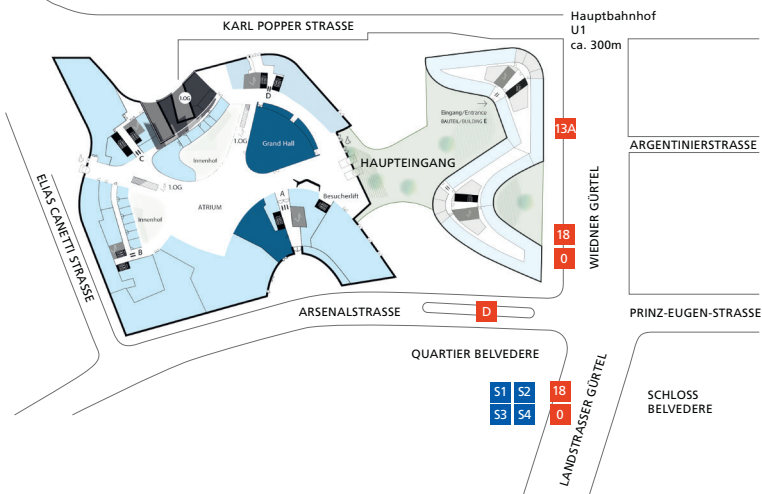 Hauptbahnhof
U1
ca. 300m
KARL POPPER STRASSE
D
1.OG
Eingang/Entrance
BAUTEIL/BUILDING E
13A
1.OG
Grand Hall
ARGENTINIERSTRASSE
C
Innenhof
HAUPTEINGANG
1.OG
ELIAS CANETTI STRASSE
A
Besucherlift
ATRIUM
Innenhof
B
18
0
WIEDNER GÜRTEL
ARSENALSTRASSE
D
PRINZ-EUGEN-STRASSE
QUARTIER BELVEDERE
S1 S2
S3 S4
18
0
LANDSTRASSER GÜRTEL
SCHLOSS
BELVEDERE